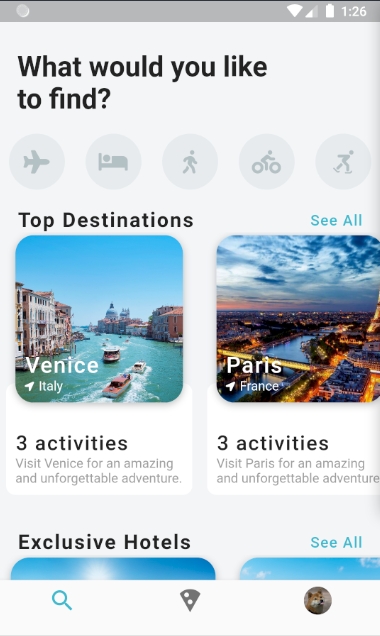 1:26
What would you like
to find?
Top Destinations
See All
Venice
Italy
Paris
France
3 activities
Visit Venice for an amazing
and unforgettable adventure.
3 activities
Visit Paris for an amazing
and unforgettable adventure
Exclusive Hotels
See All